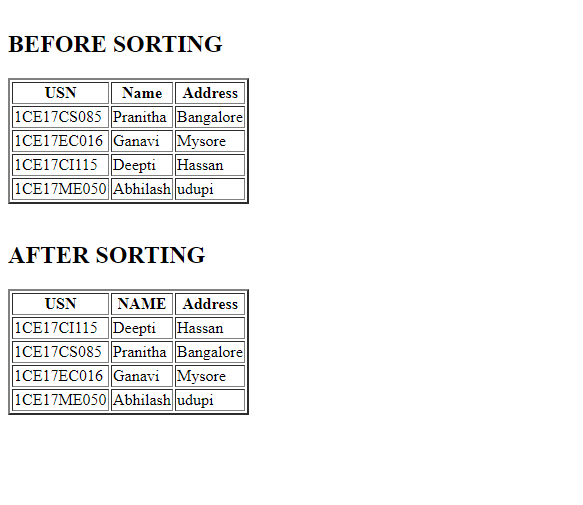 BEFORE SORTING
USN Name Address
1CE17CS085 Pranitha Bangalore
1CE17EC016 Ganavi Mysore
1CE17CI115 Deepti Hassan
1CE17ME050 Abhilash udupi
AFTER SORTING
USN NAME Address
1CE17CI115 Deepti Hassan
1CE17CS085 Pranitha Bangalore
1CE17EC016 Ganavi Mysore
1CE17ME050 Abhilash udupi